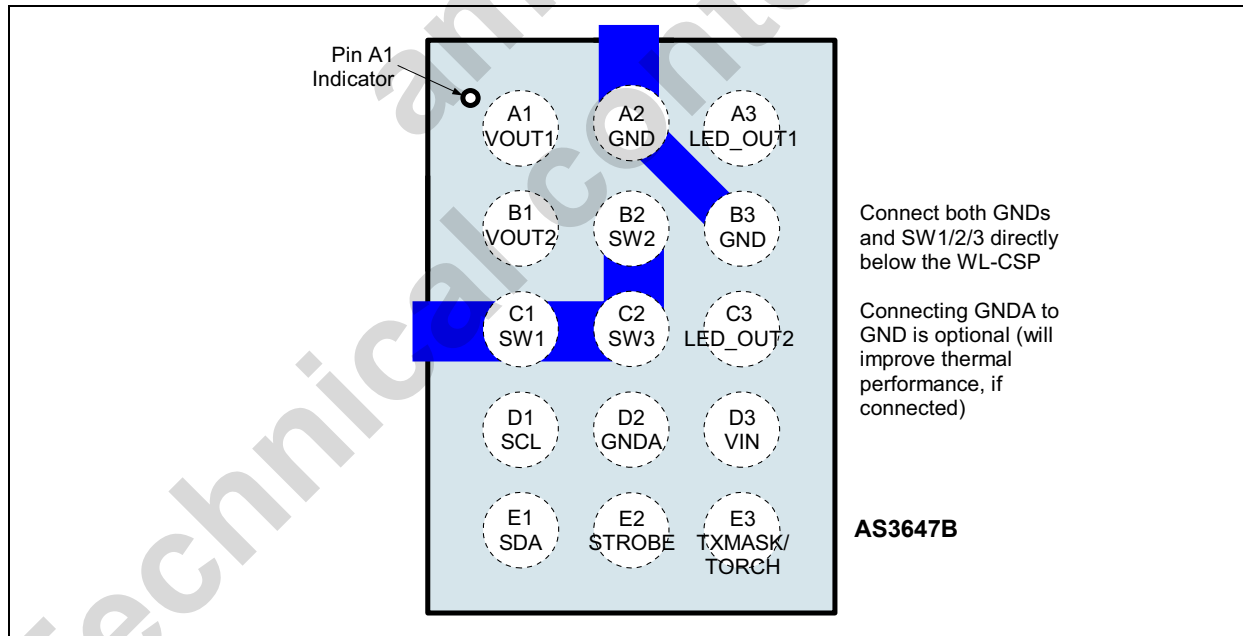 Pin A1
Indicator
A1
VOUT1
A2
GND
A3
LED_OUT1
B1
VOUT2
B2
SW2
B3
GND
C1
SW1
C2
SW3
C3
LED_OUT2
D1
SCL
D2
GNDA
D3
VIN
E1
SDA
E2
STROBE
E3
TXMASK/
TORCH
Connect both GNDs
and SW1/2/3 directly
below the WL-CSP
Connecting GNDA to
GND is optional (will
improve thermal
performance, if
connected)
AS3647B
Technical conte
am